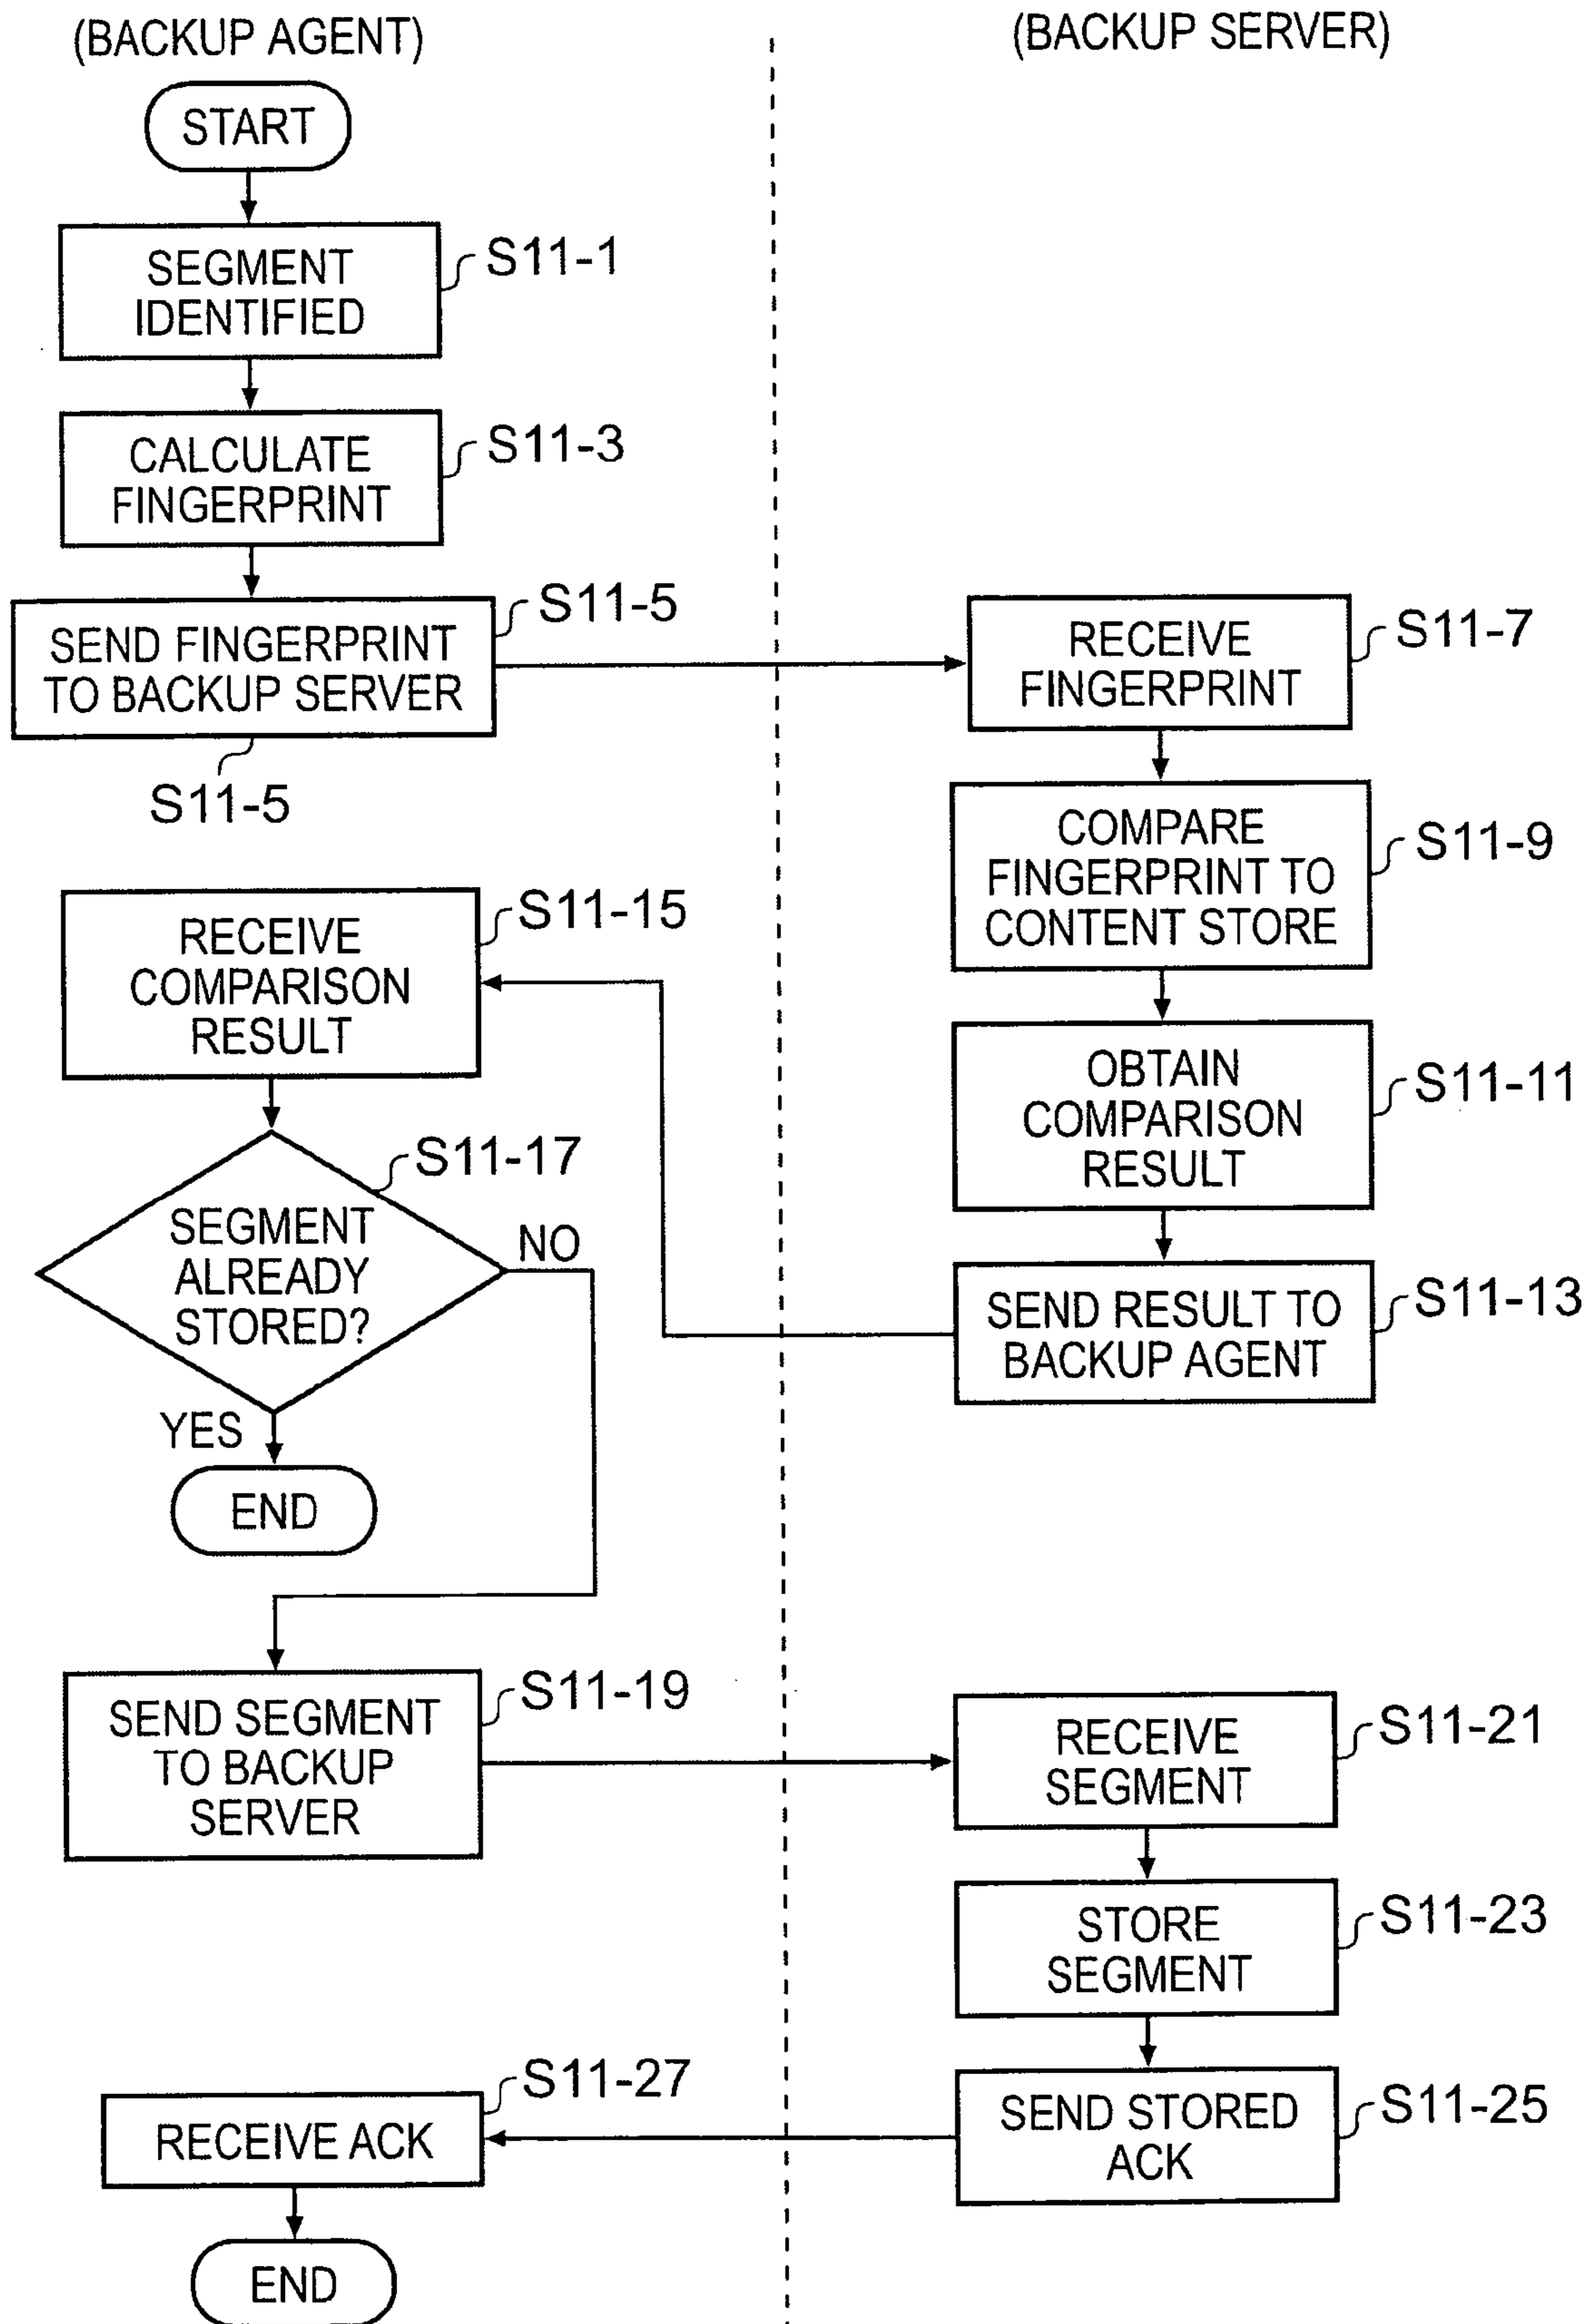 (BACKUP AGENT)
(BACKUP SERVER)
START
SEGMENT
IDENTIFIED
S11-1
CALCULATE
FINGERPRINT
S11-3
SEND FINGERPRINT
TO BACKUP SERVER
S11-5
S11-5
RECEIVE
FINGERPRINT
S11-7
COMPARE
FINGERPRINT TO
CONTENT STORE
S11-9
OBTAIN
COMPARISON
RESULT
S11-11
SEND RESULT TO
BACKUP AGENT
S11-13
RECEIVE
COMPARISON
RESULT
S11-15
SEGMENT
ALREADY
STORED?
S11-17
NO
YES
END
SEND SEGMENT
TO BACKUP
SERVER
S11-19
RECEIVE
SEGMENT
S11-21
STORE
SEGMENT
S11-23
SEND STORED
ACK
S11-25
RECEIVE ACK
S11-27
END